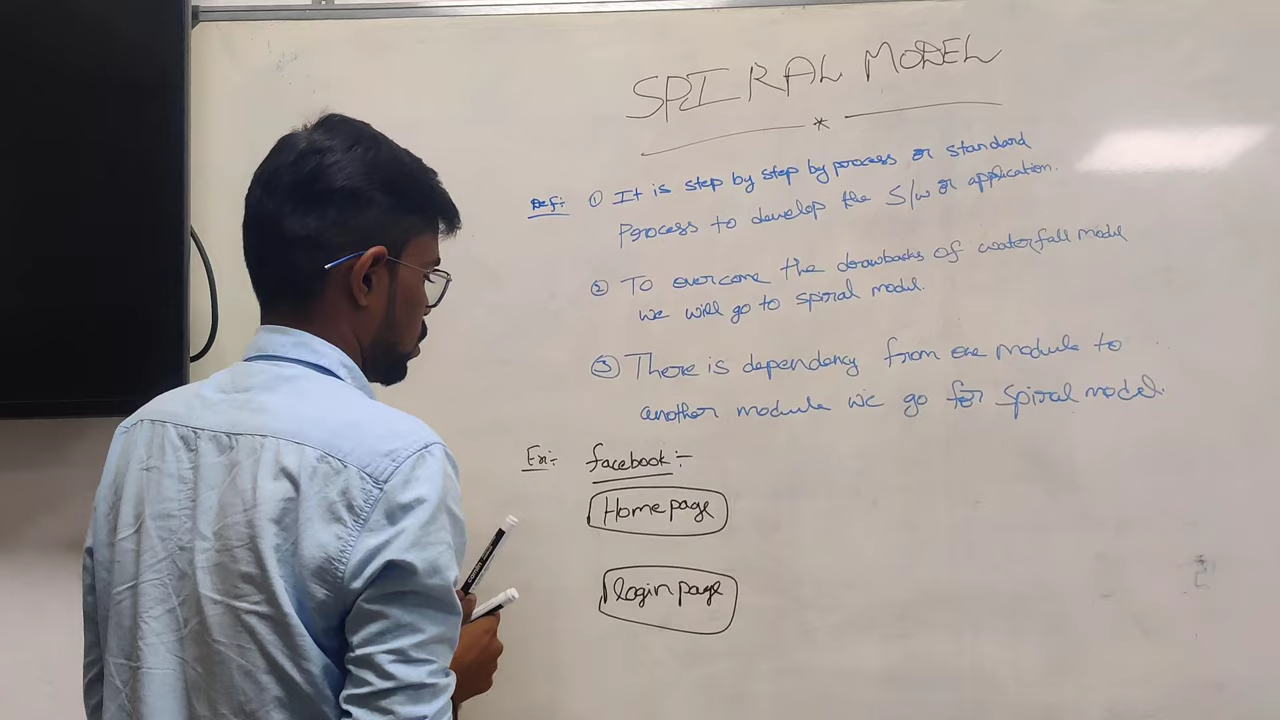 SPIRAL MODEL
*
Def:- ① It is step by step by process or standard
process to develop the S/w or application.
② To overcome the drawbacks of waterfall model
we will go to spiral model.
③ There is dependency from one module to
another module we go for spiral model.
Ex:- facebook:-
Home page
login page